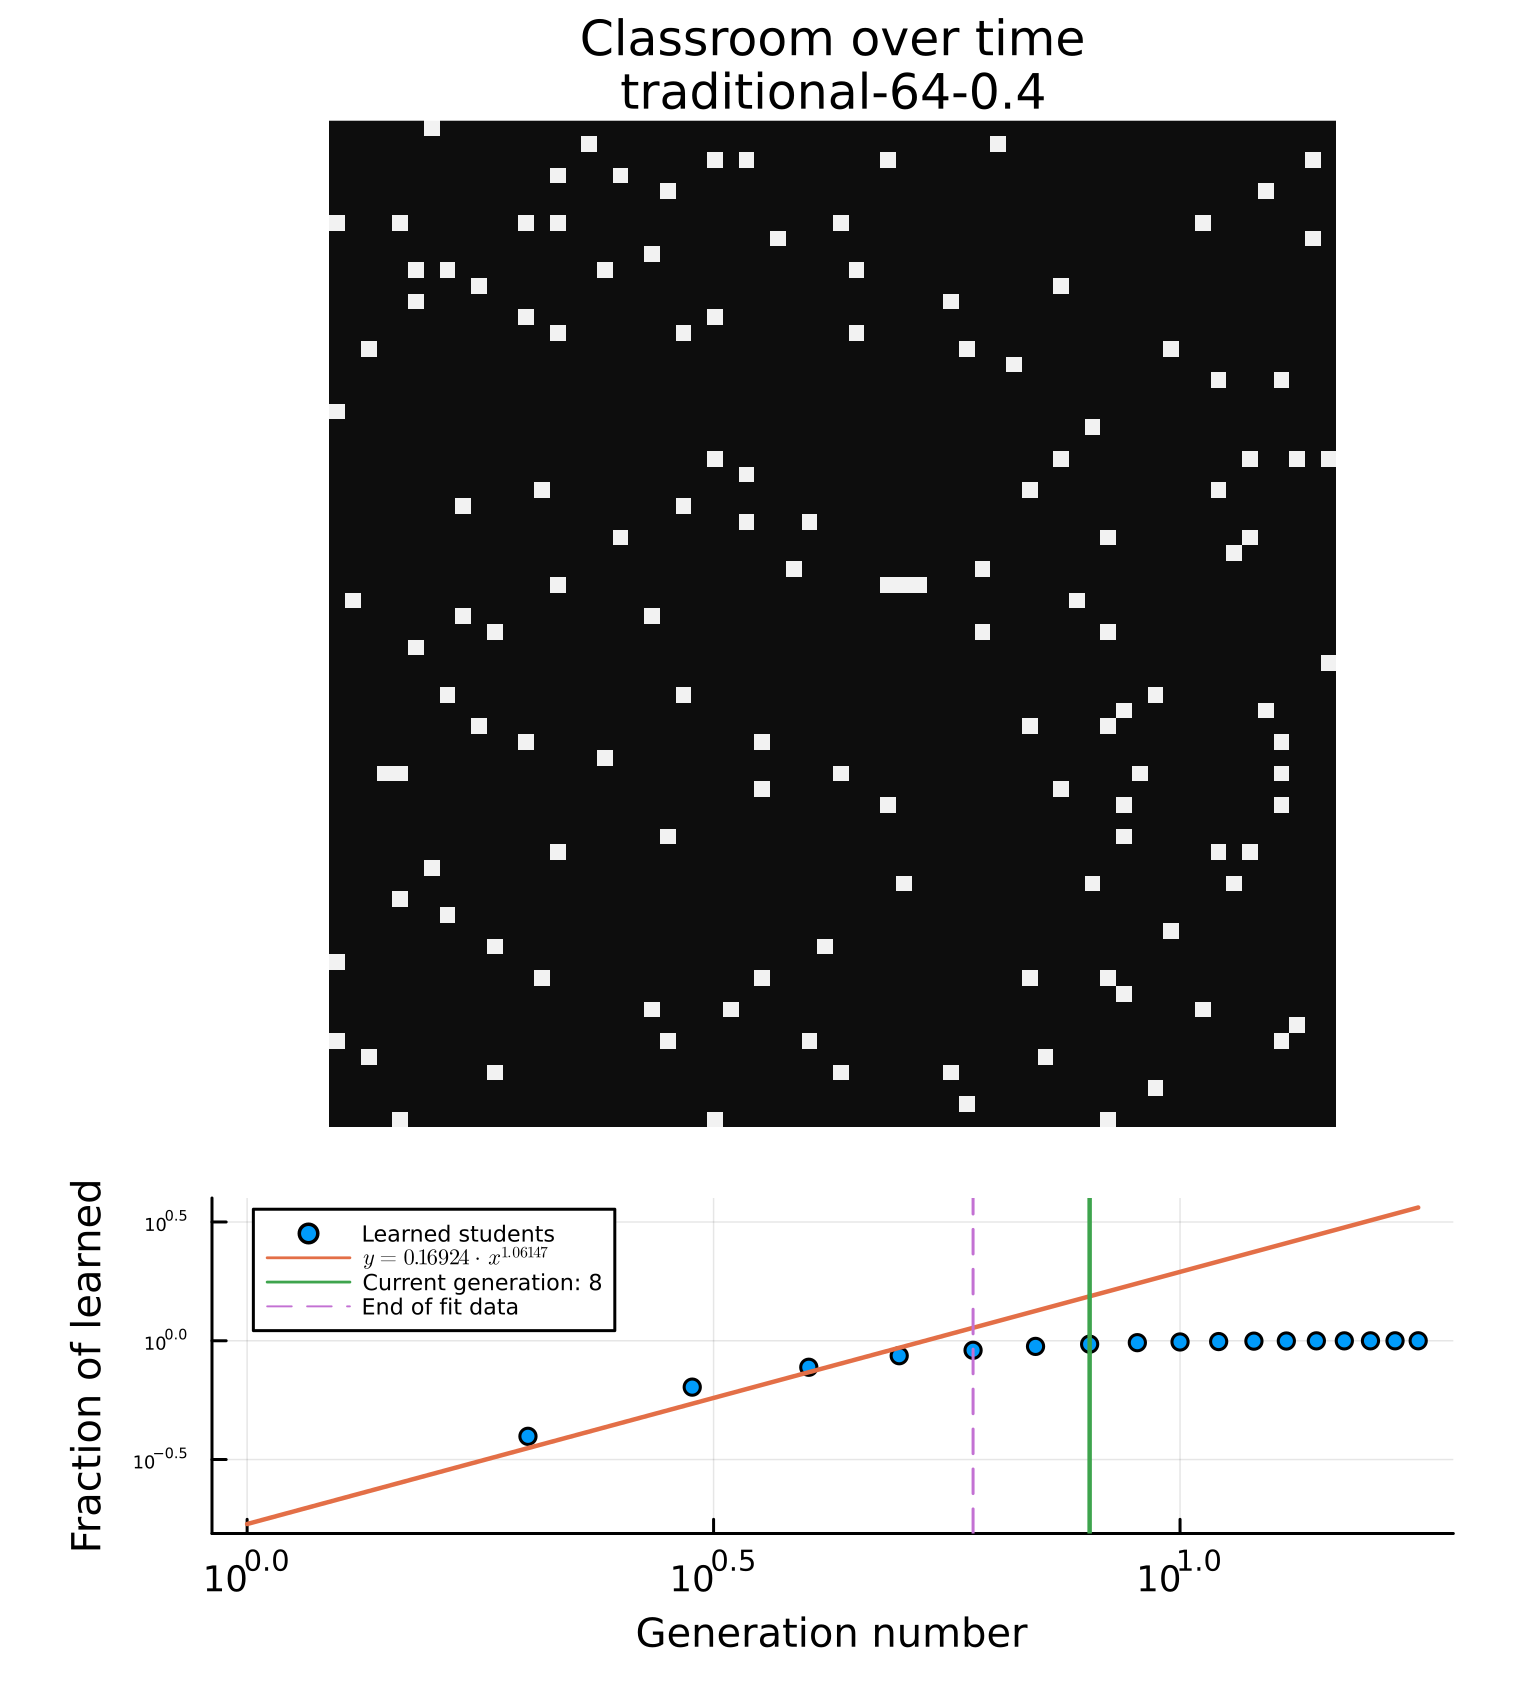 Classroom over time
traditional-64-0.4
Fraction of learned
10^0.5
10^0.0
10^−0.5
Learned students
y = 0.16924 · x^1.06147
Current generation: 8
End of fit data
10^0.0 10^0.5 10^1.0
Generation number